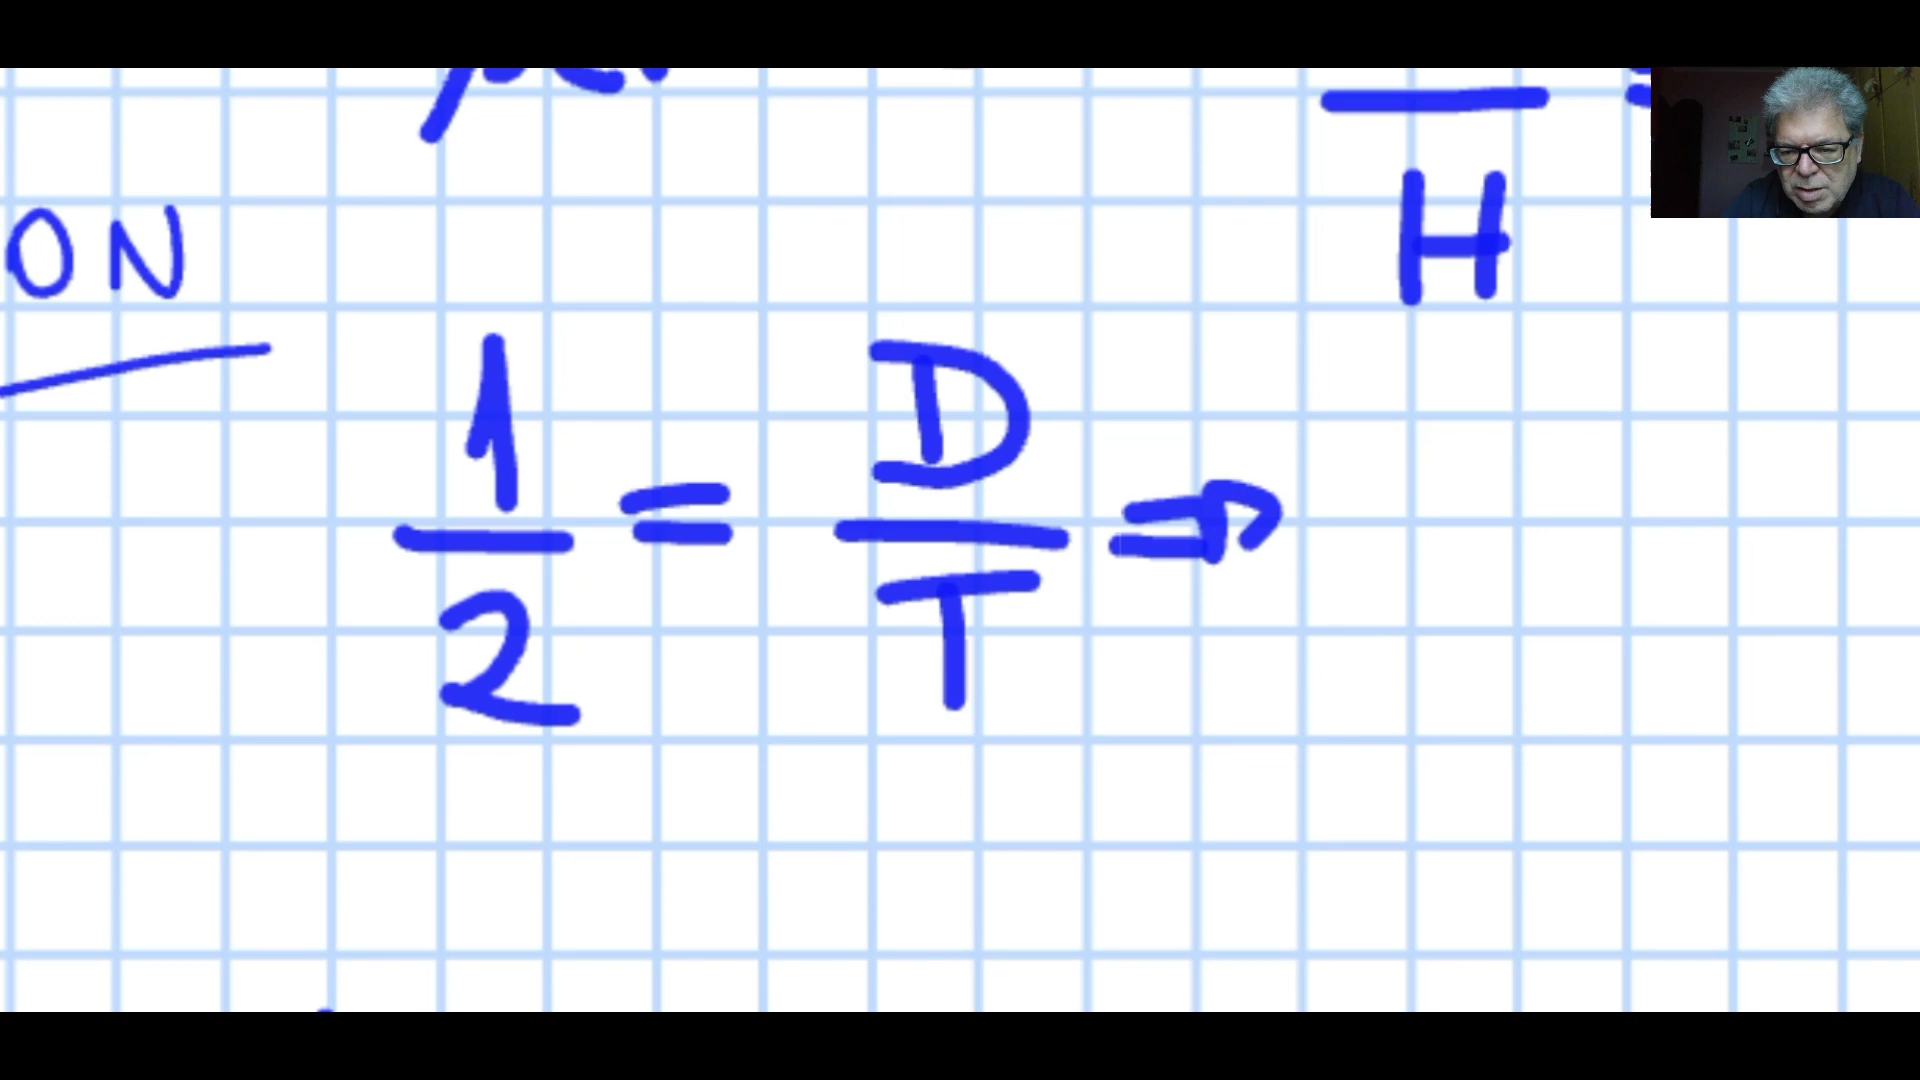 H
ON
1/2 = D/T ⇒